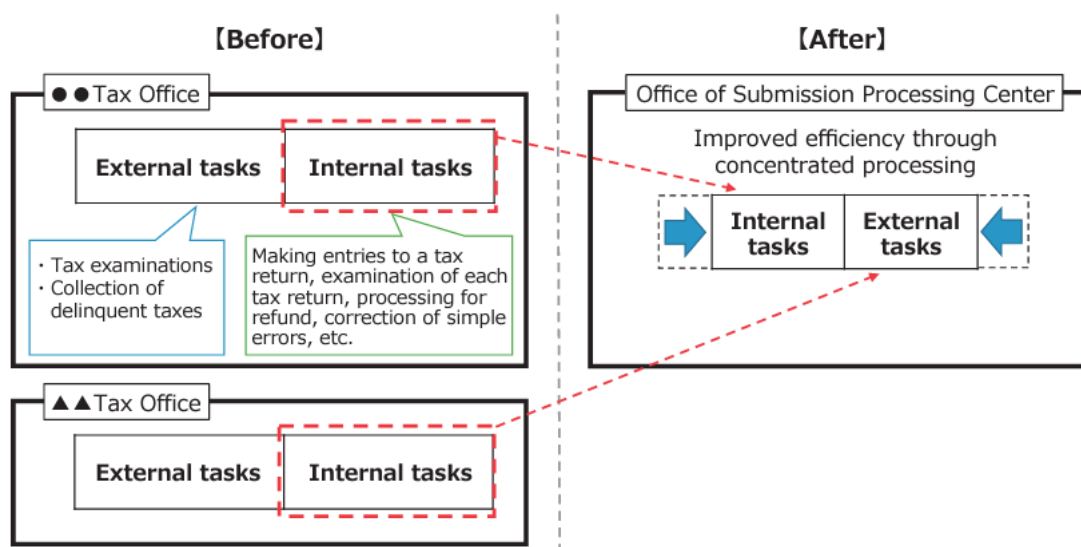 【Before】
●●Tax Office
External tasks
Internal tasks
・Tax examinations
・Collection of
delinquent taxes
Making entries to a tax
return, examination of each
tax return, processing for
refund, correction of simple
errors, etc.
▲▲Tax Office
External tasks
Internal tasks
【After】
Office of Submission Processing Center
Improved efficiency through
concentrated processing
Internal
tasks
External
tasks